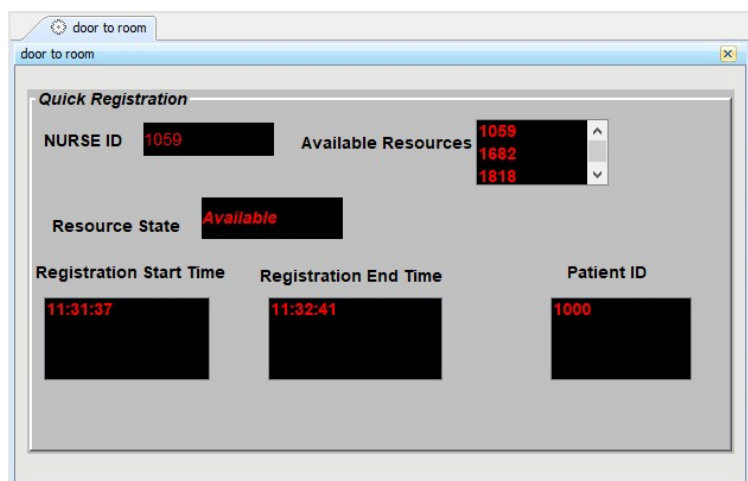 door to room
door to room
Quick Registration
NURSE ID 1059 Available Resources 1059
1682
1818
Resource State Available
Registration Start Time Registration End Time Patient ID
11:31:37 11:32:41 1000